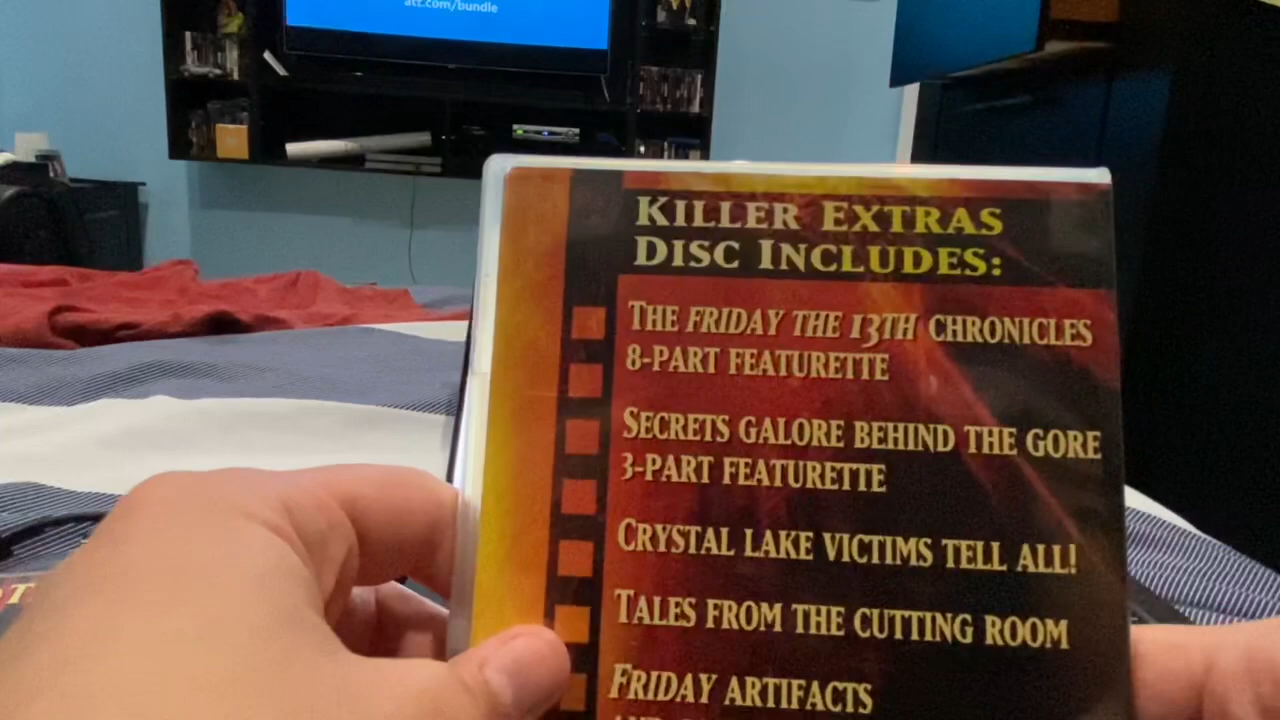 att.com/bundle
KILLER EXTRAS
DISC INCLUDES:
THE FRIDAY THE 13TH CHRONICLES
8-PART FEATURETTE
SECRETS GALORE BEHIND THE GORE
3-PART FEATURETTE
CRYSTAL LAKE VICTIMS TELL ALL!
TALES FROM THE CUTTING ROOM
FRIDAY ARTIFACTS